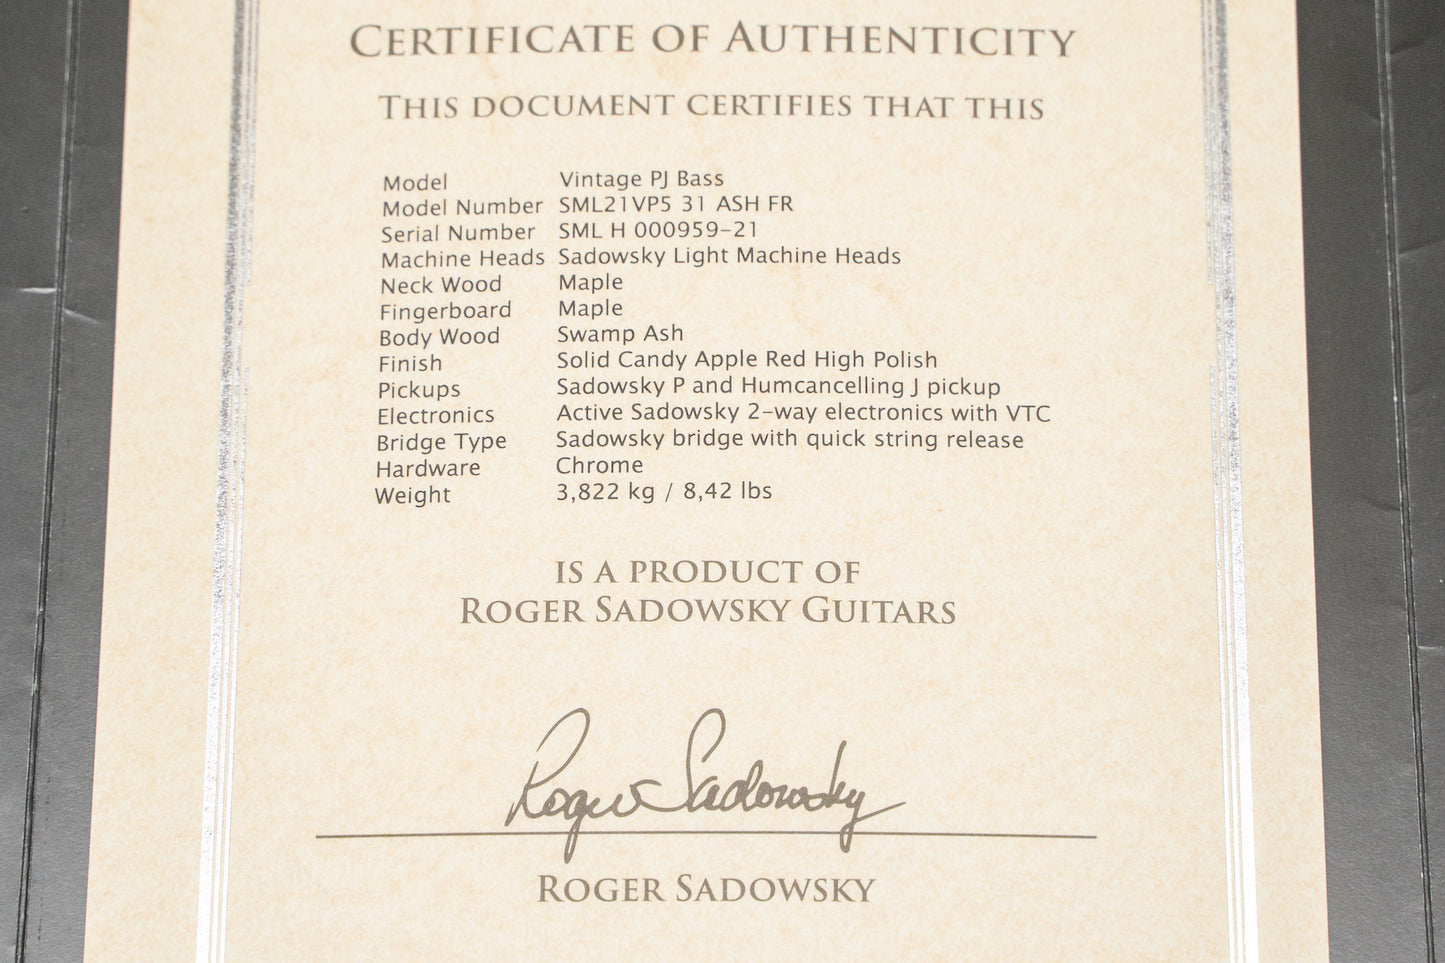 CERTIFICATE OF AUTHENTICITY
THIS DOCUMENT CERTIFIES THAT THIS
Model Vintage PJ Bass
Model Number SML21VP5 31 ASH FR
Serial Number SML H 000959-21
Machine Heads Sadowsky Light Machine Heads
Neck Wood Maple
Fingerboard Maple
Body Wood Swamp Ash
Finish Solid Candy Apple Red High Polish
Pickups Sadowsky P and Humcancelling J pickup
Electronics Active Sadowsky 2-way electronics with VTC
Bridge Type Sadowsky bridge with quick string release
Hardware Chrome
Weight 3,822 kg / 8,42 lbs
IS A PRODUCT OF
ROGER SADOWSKY GUITARS
Roger Sadowsky
ROGER SADOWSKY